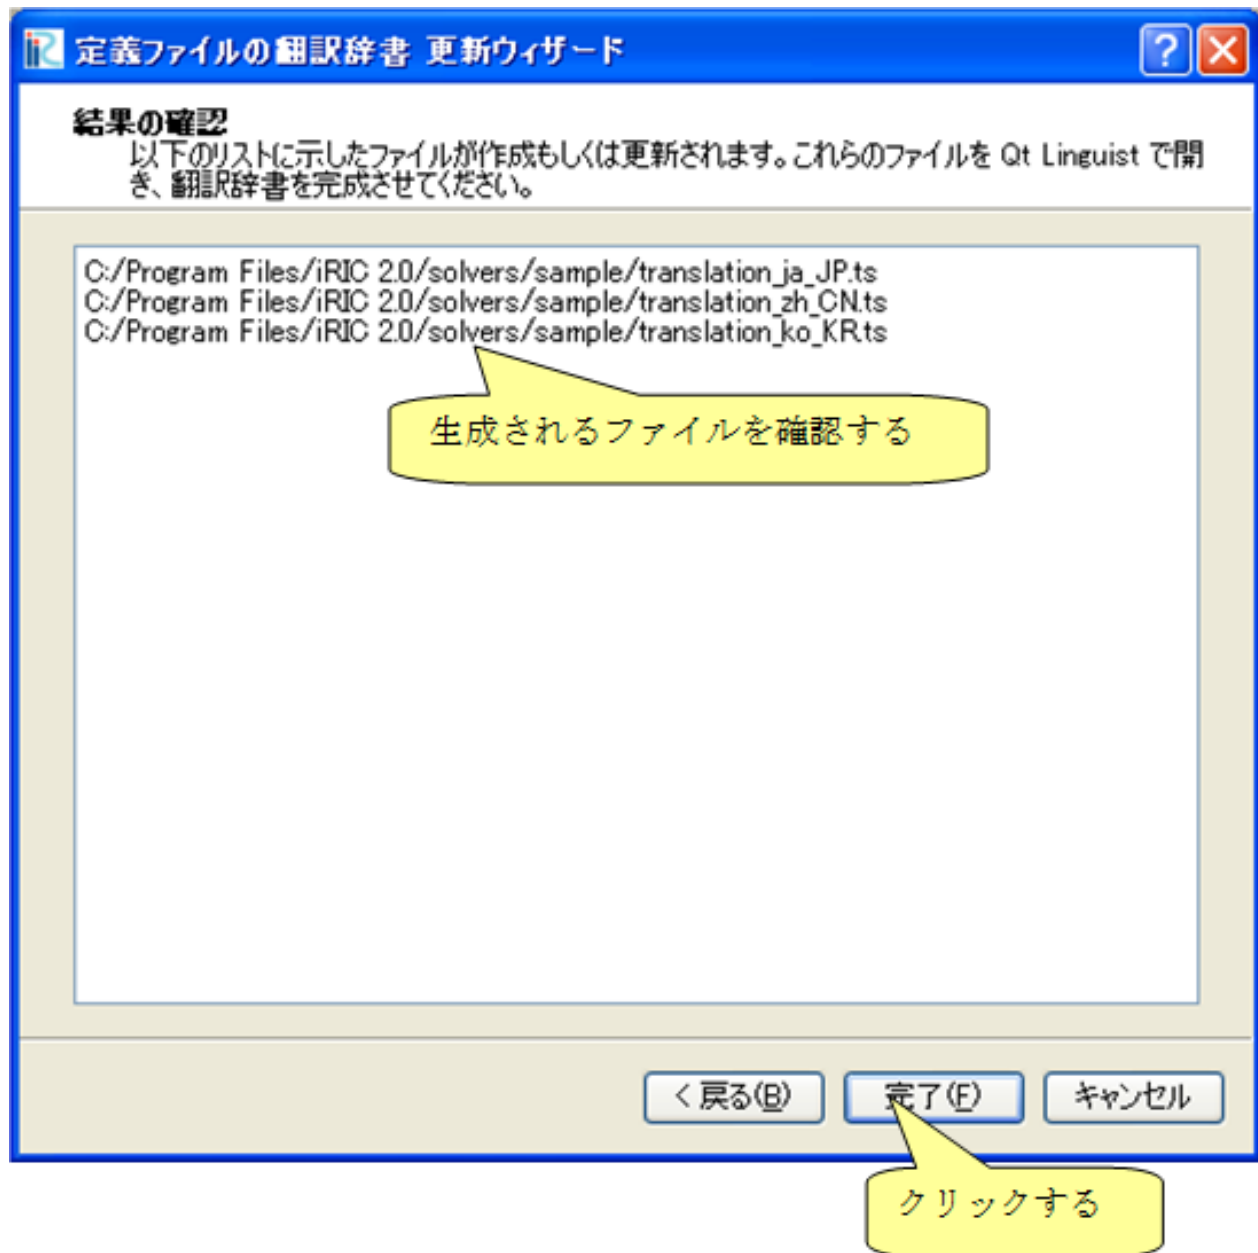 定義ファイルの翻訳辞書 更新ウィザード
結果の確認
以下のリストに示したファイルが作成もしくは更新されます。これらのファイルを Qt Linguist で開
き、翻訳辞書を完成させてください。
C:/Program Files/iRIC 2.0/solvers/sample/translation_ja_JP.ts
C:/Program Files/iRIC 2.0/solvers/sample/translation_zh_CN.ts
C:/Program Files/iRIC 2.0/solvers/sample/translation_ko_KR.ts
生成されるファイルを確認する
< 戻る(B) 完了(F) キャンセル
クリックする